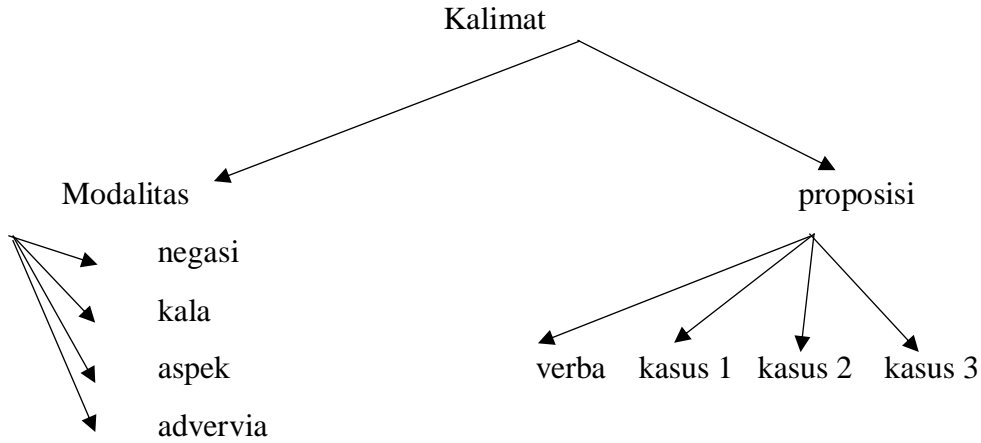 Kalimat
Modalitas proposisi
negasi
kala
aspek
verba kasus 1 kasus 2 kasus 3
advervia